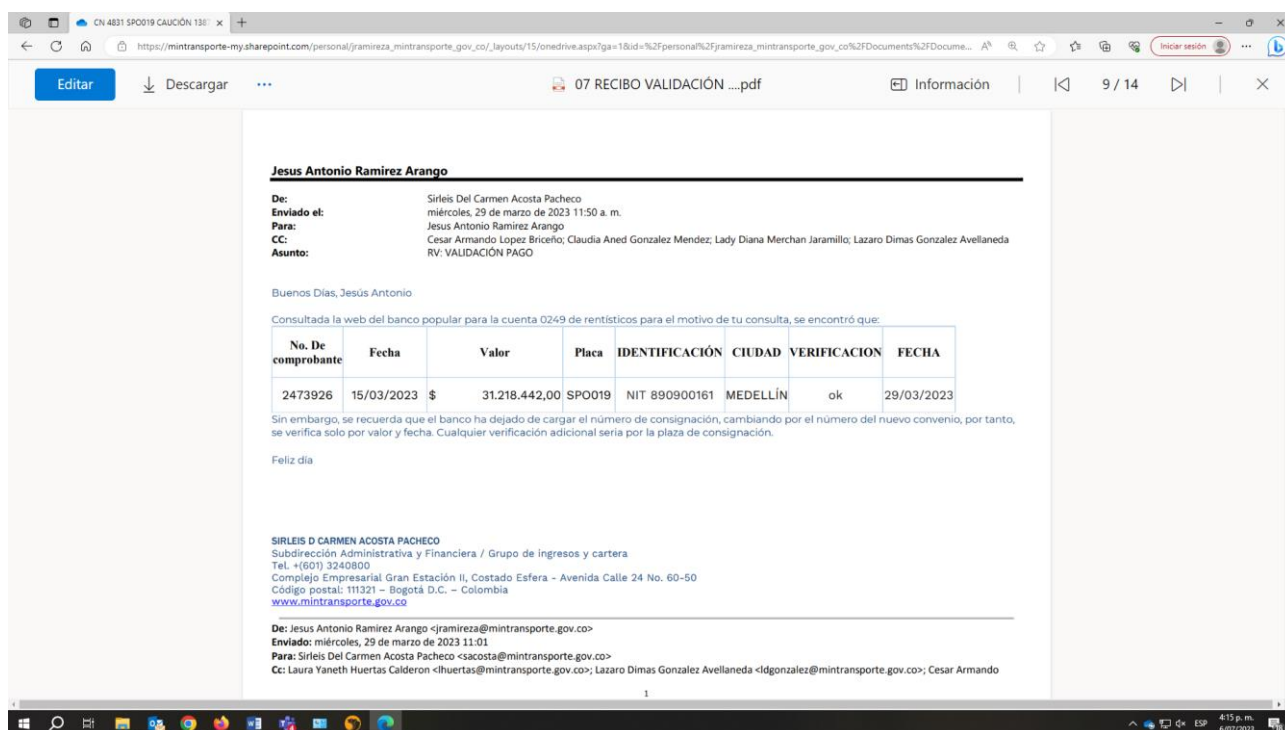 CN 4831 SPO019 CAUCIÓN 138
https://mintransporte-my.sharepoint.com/personal/jramireza_mintransporte_gov_co/_layouts/15/onedrive.aspx?ga=1&id=%2Fpersonal%2Fjramireza_mintransporte_gov_co%2FDocuments%2FDocume...
Iniciar sesión
Editar
Descargar
07 RECIBO VALIDACIÓN ....pdf
Información
9 / 14
Jesus Antonio Ramirez Arango
De: Sirleis Del Carmen Acosta Pacheco
Enviado el: miércoles, 29 de marzo de 2023 11:50 a. m.
Para: Jesus Antonio Ramirez Arango
CC: Cesar Armando Lopez Briceño; Claudia Aned Gonzalez Mendez; Lady Diana Merchan Jaramillo; Lazaro Dimas Gonzalez Avellaneda
Asunto: RV: VALIDACIÓN PAGO
Buenos Días, Jesús Antonio
Consultada la web del banco popular para la cuenta 0249 de rentísticos para el motivo de tu consulta, se encontró que:
No. De comprobante Fecha Valor Placa IDENTIFICACIÓN CIUDAD VERIFICACION FECHA
2473926 15/03/2023 $ 31.218.442,00 SPO019 NIT 890900161 MEDELLÍN ok 29/03/2023
Sin embargo, se recuerda que el banco ha dejado de cargar el número de consignación, cambiando por el número del nuevo convenio, por tanto,
se verifica solo por valor y fecha. Cualquier verificación adicional seria por la plaza de consignación.
Feliz día
SIRLEIS D CARMEN ACOSTA PACHECO
Subdirección Administrativa y Financiera / Grupo de ingresos y cartera
Tel. +(601) 3240800
Complejo Empresarial Gran Estación II, Costado Esfera - Avenida Calle 24 No. 60-50
Código postal: 111321 – Bogotá D.C. – Colombia
www.mintransporte.gov.co
De: Jesus Antonio Ramirez Arango <jramireza@mintransporte.gov.co>
Enviado: miércoles, 29 de marzo de 2023 11:01
Para: Sirleis Del Carmen Acosta Pacheco <sacosta@mintransporte.gov.co>
Cc: Laura Yaneth Huertas Calderon <lhuertas@mintransporte.gov.co>; Lazaro Dimas Gonzalez Avellaneda <ldgonzalez@mintransporte.gov.co>; Cesar Armando
1
ESP
4:15 p. m.